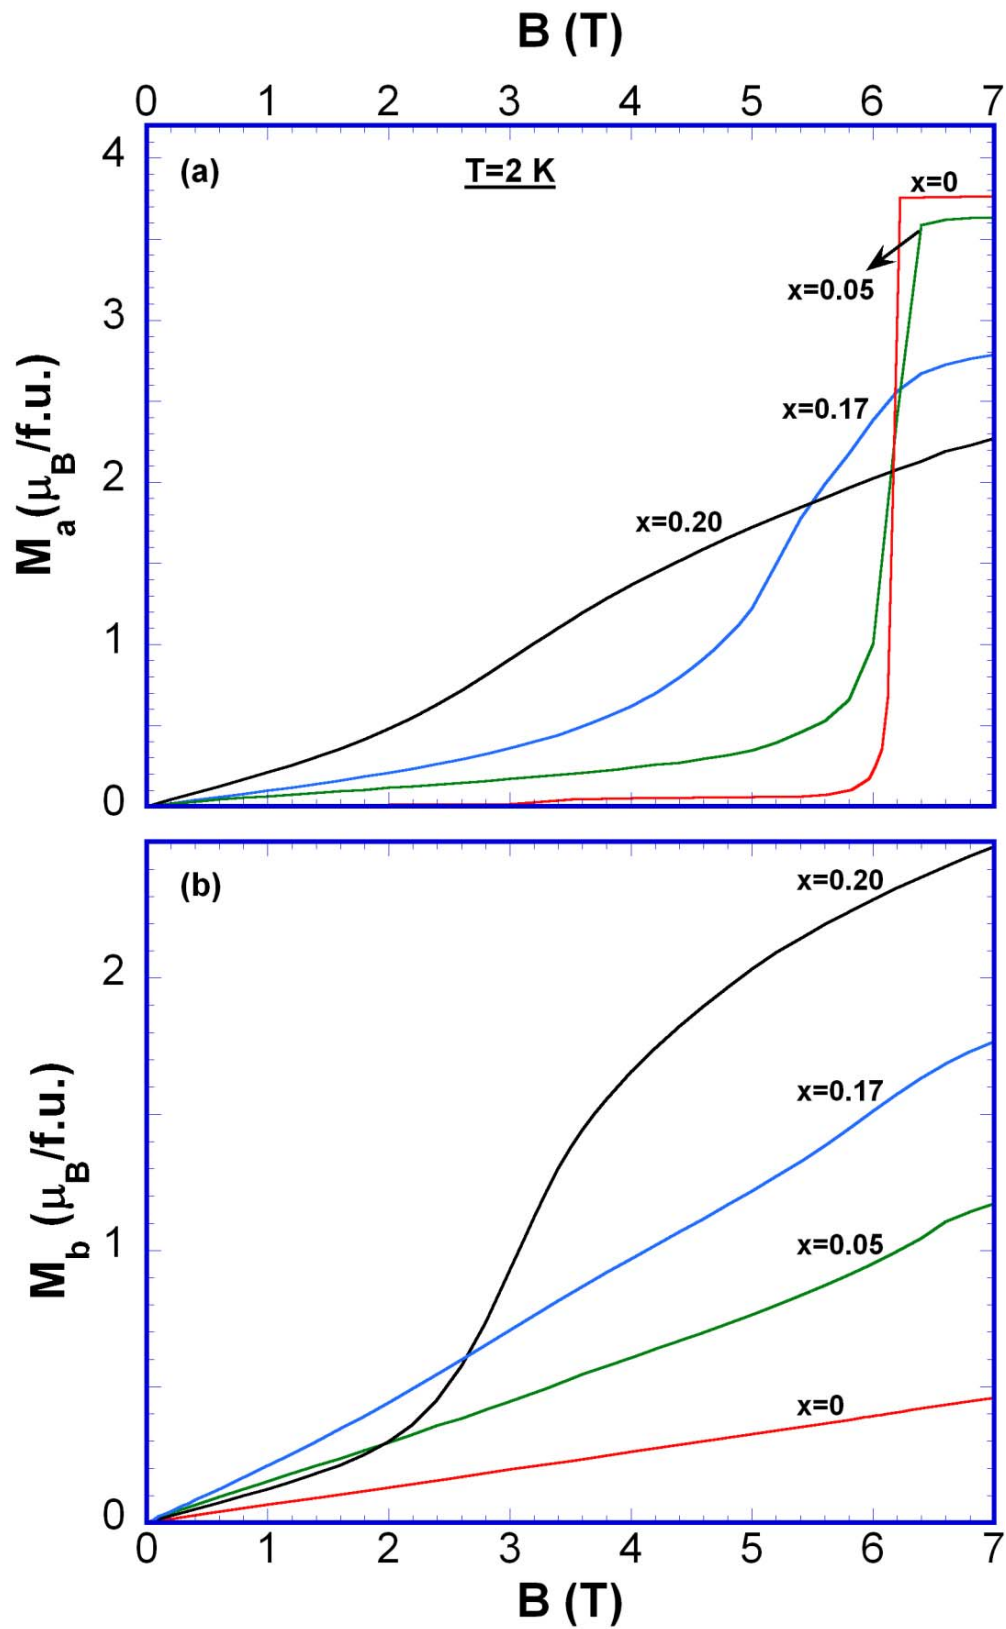 B (T)
0 1 2 3 4 5 6 7
4
(a)
T=2 K
x=0
x=0.05
3
x=0.17
M_a (μ_B/f.u.)
2
x=0.20
1
0
(b)
x=0.20
2
x=0.17
M_b (μ_B/f.u.)
1
x=0.05
x=0
0
0 1 2 3 4 5 6 7
B (T)